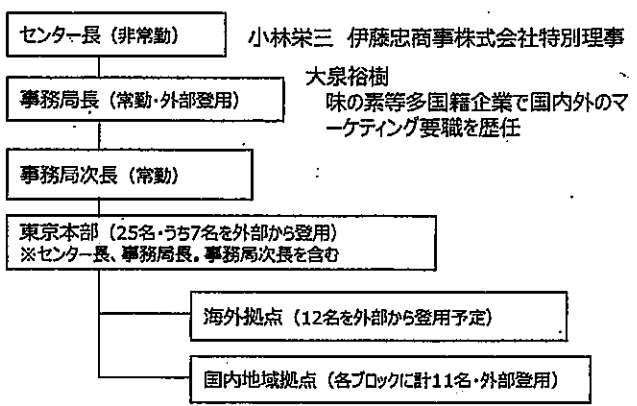 センター長（非常勤） 小林栄三 伊藤忠商事株式会社特別理事
大泉裕樹
事務局長（常勤・外部登用） 味の素等多国籍企業で国内外のマ
ーケティング要職を歴任
事務局次長（常勤）
東京本部（25名・うち7名を外部から登用）
※センター長、事務局長。事務局次長を含む
海外拠点（12名を外部から登用予定）
国内地域拠点（各ブロックに計11名・外部登用）